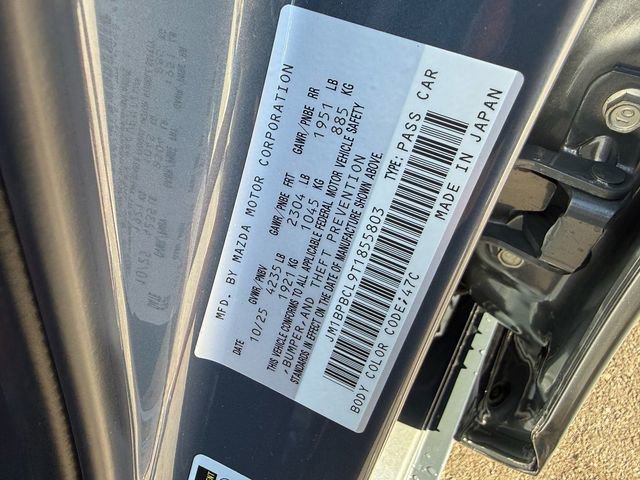 MFD. BY MAZDA MOTOR CORPORATION
DATE GVWR/PNBV GAWR/PNBE FRT GAWR/PNBE RR
10/25 4235 LB 2304 LB 1951 LB
1921 KG 1045 KG 885 KG
THIS VEHICLE CONFORMS TO ALL APPLICABLE FEDERAL MOTOR VEHICLE SAFETY
, BUMPER, AND THEFT PREVENTION
STANDARDS IN EFFECT ON THE DATE OF MANUFACTURE SHOWN ABOVE.
JM1BPBCL9T1855803 TYPE: PASS CAR
BODY COLOR CODE;47C MADE IN JAPAN